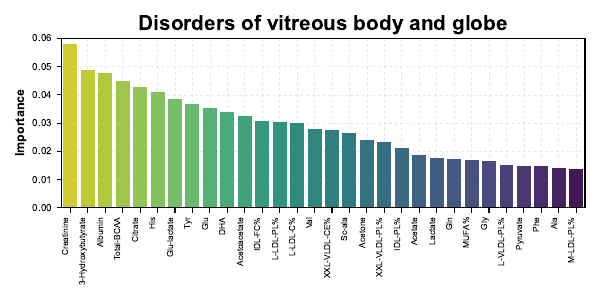 Disorders of vitreous body and globe
Importance
0.06
0.05
0.04
0.03
0.02
0.01
0.00
Creatinine
3-Hydroxybutyrate
Albumin
Total-BCAA
Citrate
His
Glu-lactate
Tyr
Glu
DHA
Acetoacetate
IDL-FC%
L-LDL-PL%
L-LDL-C%
Val
XXL-VLDL-CE%
Sc-ala
Acetone
XXL-VLDL-PL%
IDL-PL%
Acetate
Lactate
Gln
MUFA%
Gly
L-VLDL-PL%
Pyruvate
Phe
Ala
M-LDL-PL%